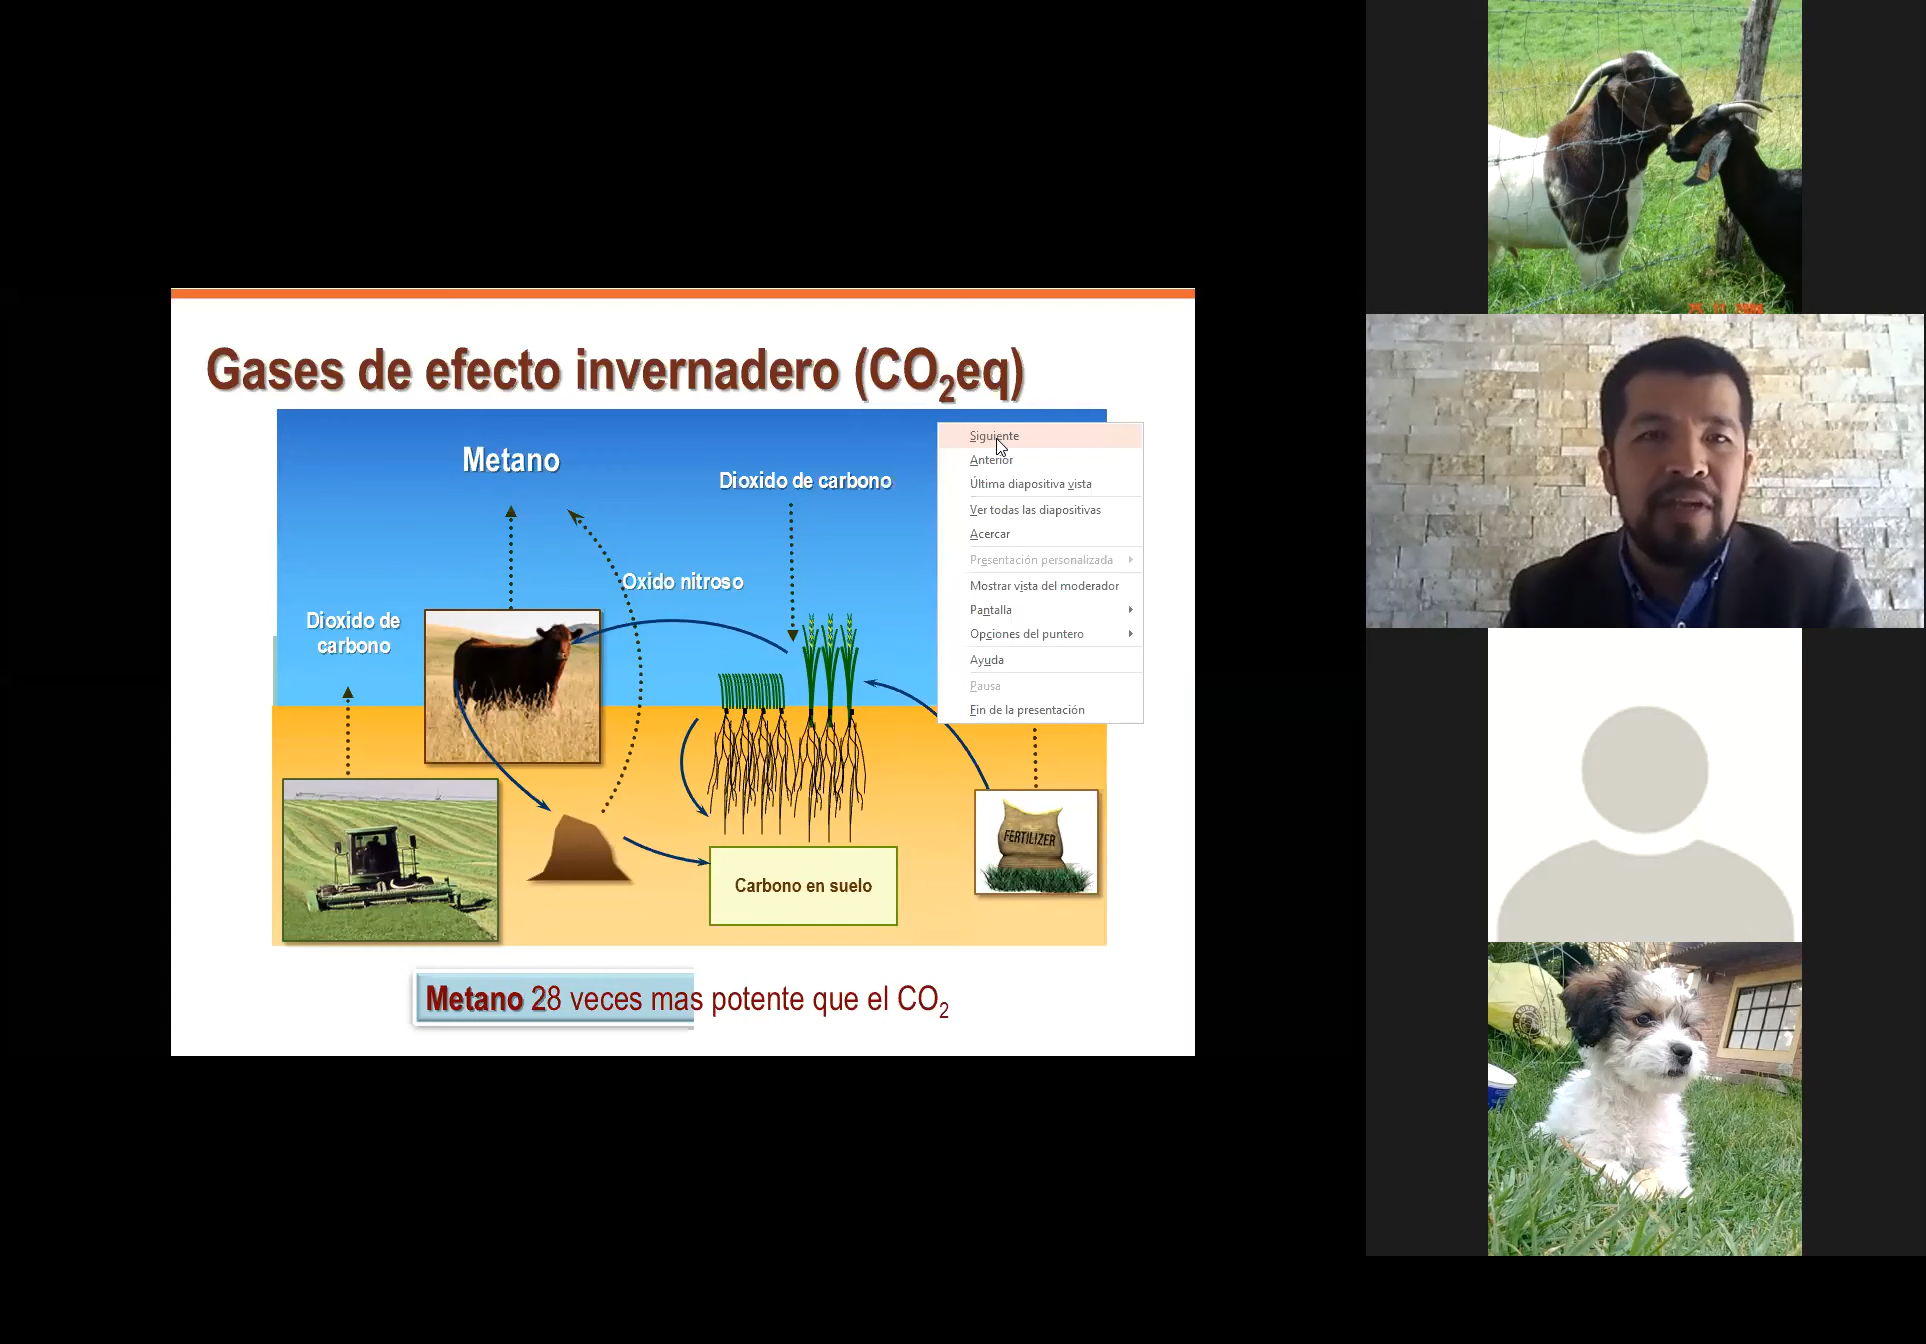 Gases de efecto invernadero (CO₂eq)
Metano
Dioxido de carbono
Oxido nitroso
Dioxido de
carbono
FERTILIZER
Carbono en suelo
Metano 28 veces mas potente que el CO₂
Siguiente
Anterior
Última diapositiva vista
Ver todas las diapositivas
Acercar
Presentación personalizada
Mostrar vista del moderador
Pantalla
Opciones del puntero
Ayuda
Pausa
Fin de la presentación